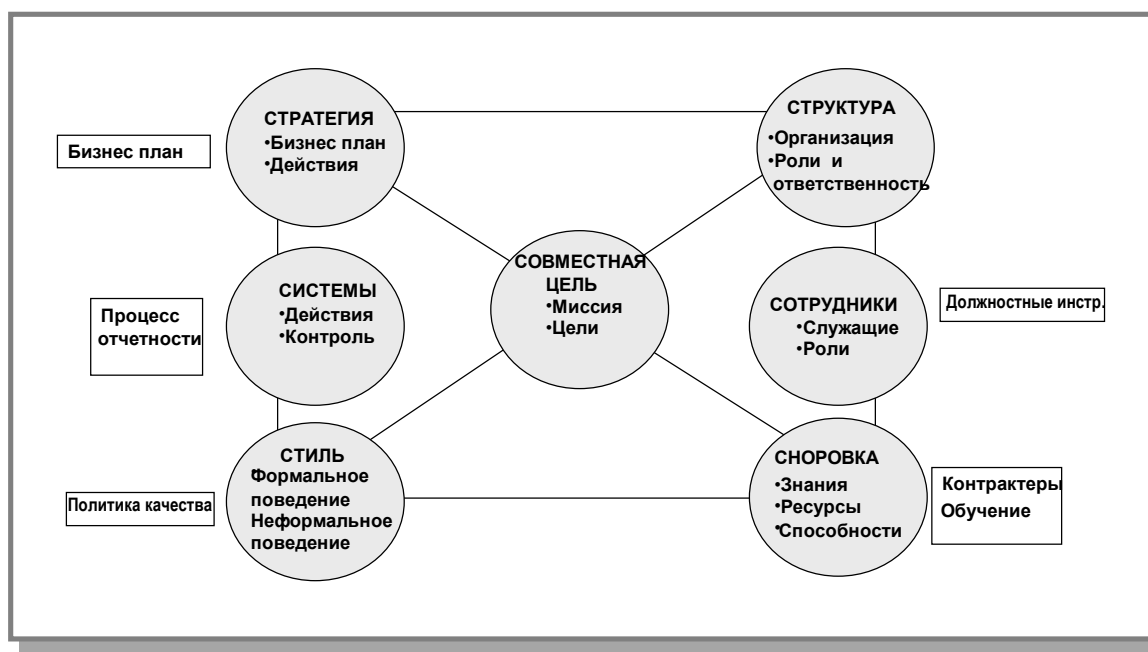 СТРАТЕГИЯ
•Бизнес план
•Действия
СТРУКТУРА
•Организация
•Роли и
ответственность
Бизнес план
СОВМЕСТНАЯ
ЦЕЛЬ
•Миссия
•Цели
СИСТЕМЫ
•Действия
•Контроль
СОТРУДНИКИ
•Служащие
•Роли
Процесс
отчетности
Должностные инстр.
СТИЛЬ
•Формальное
поведение
Неформальное
поведение
СНОРОВКА
•Знания
•Ресурсы
•Способности
Политика качества
Контрактеры
Обучение